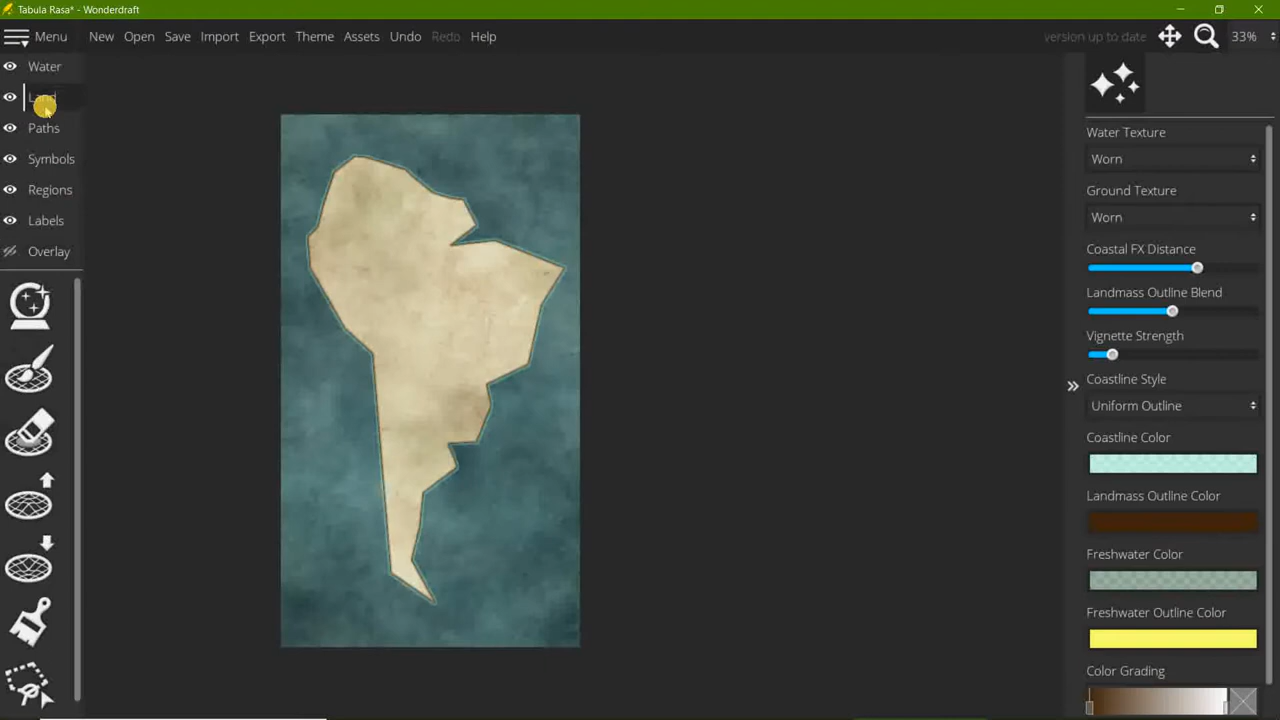 Tabula Rasa* - Wonderdraft
Menu New Open Save Import Export Theme Assets Undo Redo Help version up to date 33%
Water
Land
Paths
Symbols
Regions
Labels
Overlay
Water Texture
Worn
Ground Texture
Worn
Coastal FX Distance
Landmass Outline Blend
Vignette Strength
Coastline Style
Uniform Outline
Coastline Color
Landmass Outline Color
Freshwater Color
Freshwater Outline Color
Color Grading